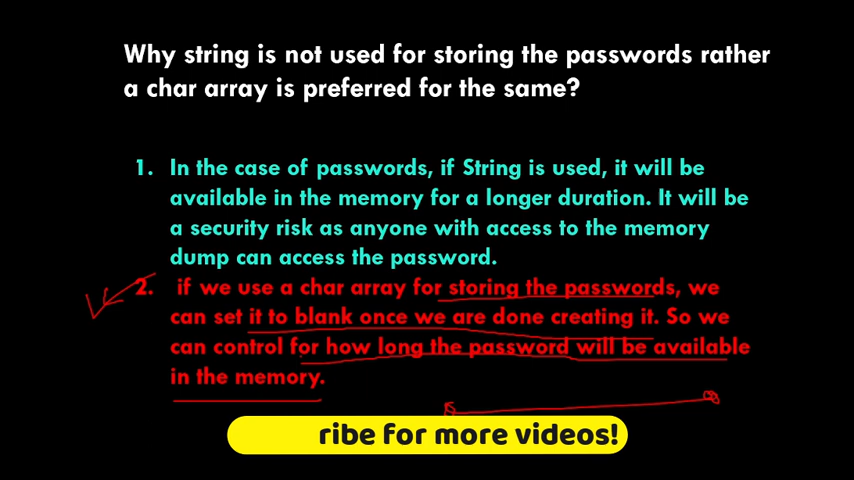 Why string is not used for storing the passwords rather
a char array is preferred for the same?
1. In the case of passwords, if String is used, it will be
available in the memory for a longer duration. It will be
a security risk as anyone with access to the memory
dump can access the password.
2. if we use a char array for storing the passwords, we
can set it to blank once we are done creating it. So we
can control for how long the password will be available
in the memory.
ribe for more videos!